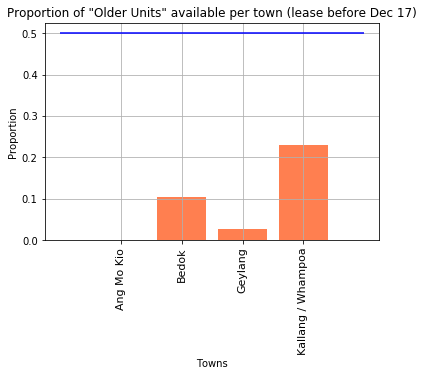 Proportion of "Older Units" available per town (lease before Dec 17)
0.5
0.4
0.3
0.2
0.1
0.0
Proportion
Ang Mo Kio
Bedok
Geylang
Kallang / Whampoa
Towns